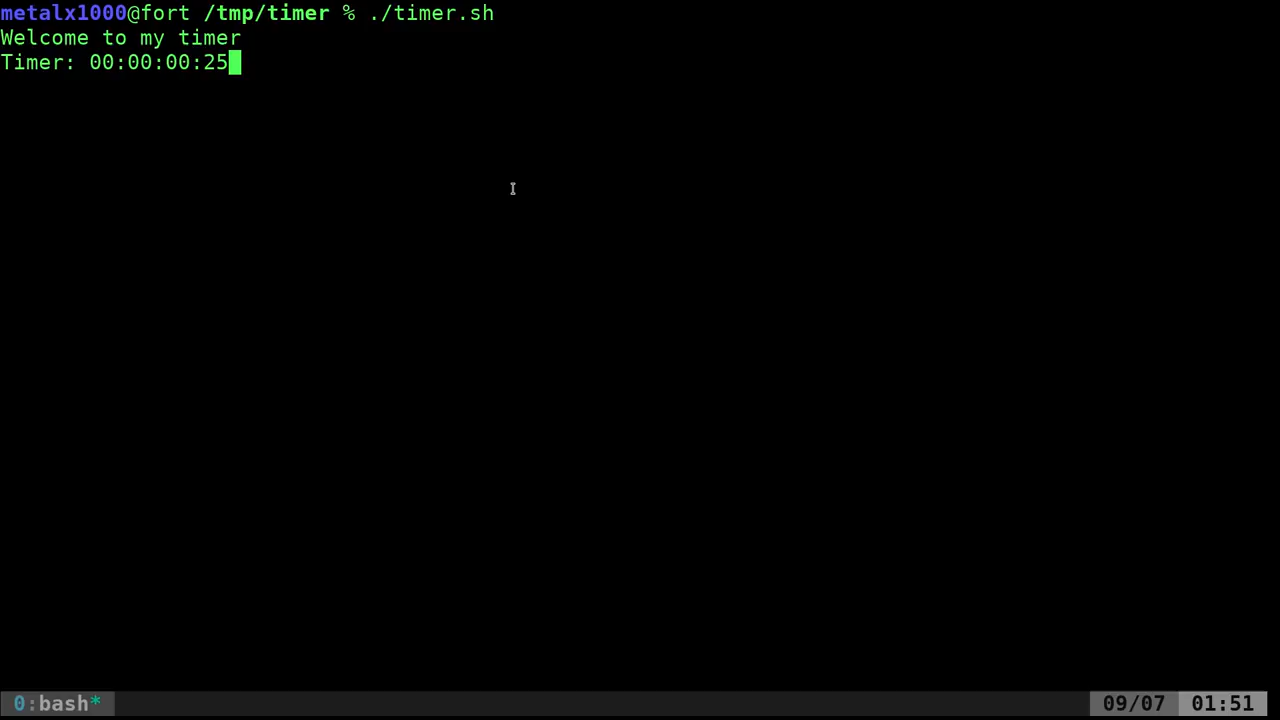 metalx1000@fort /tmp/timer % ./timer.sh
Welcome to my timer
Timer: 00:00:00:25
0:bash* 09/07 01:51